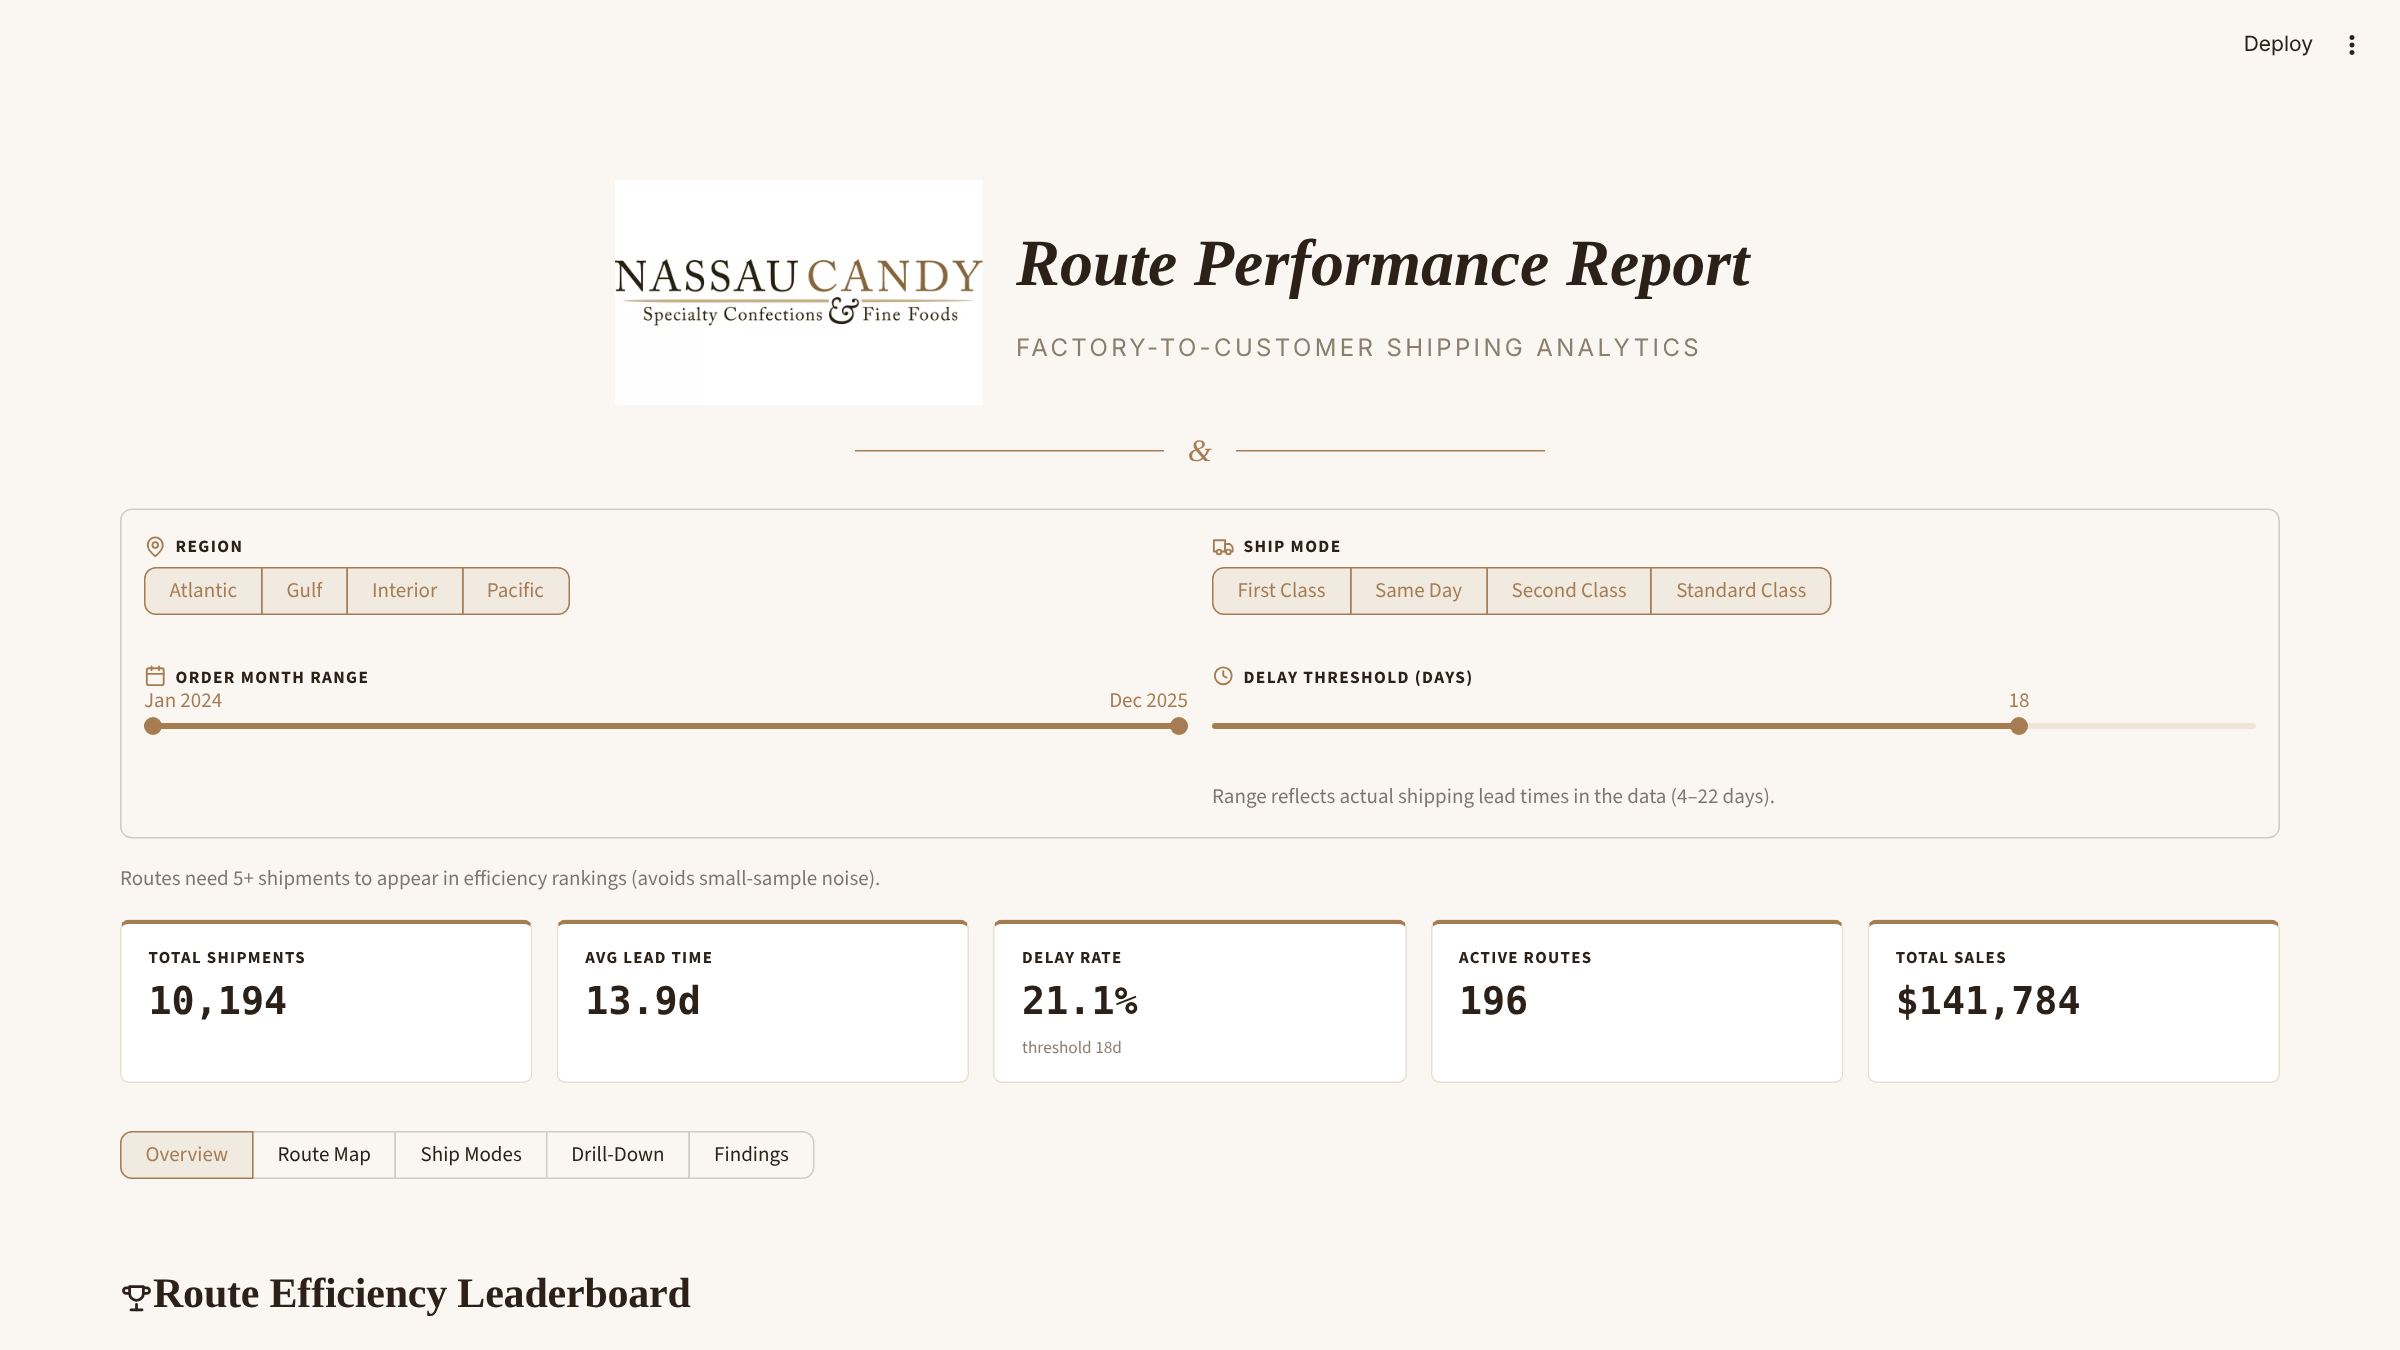 Deploy
NASSAU CANDY
Specialty Confections & Fine Foods
Route Performance Report
FACTORY-TO-CUSTOMER SHIPPING ANALYTICS
&
REGION
Atlantic Gulf Interior Pacific
SHIP MODE
First Class Same Day Second Class Standard Class
ORDER MONTH RANGE
Jan 2024 Dec 2025
DELAY THRESHOLD (DAYS)
18
Range reflects actual shipping lead times in the data (4–22 days).
Routes need 5+ shipments to appear in efficiency rankings (avoids small-sample noise).
TOTAL SHIPMENTS
10,194
AVG LEAD TIME
13.9d
DELAY RATE
21.1%
threshold 18d
ACTIVE ROUTES
196
TOTAL SALES
$141,784
Overview Route Map Ship Modes Drill-Down Findings
Route Efficiency Leaderboard